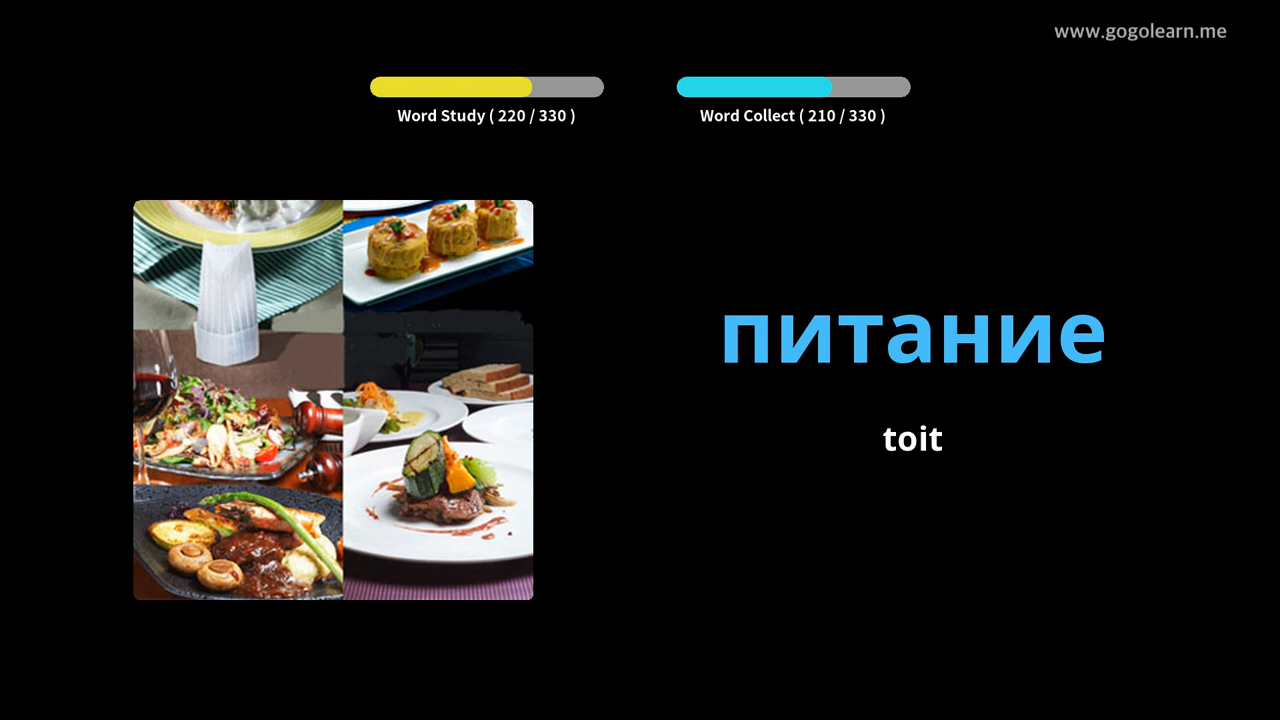 www.gogolearn.me
Word Study ( 220 / 330 )
Word Collect ( 210 / 330 )
питание
toit